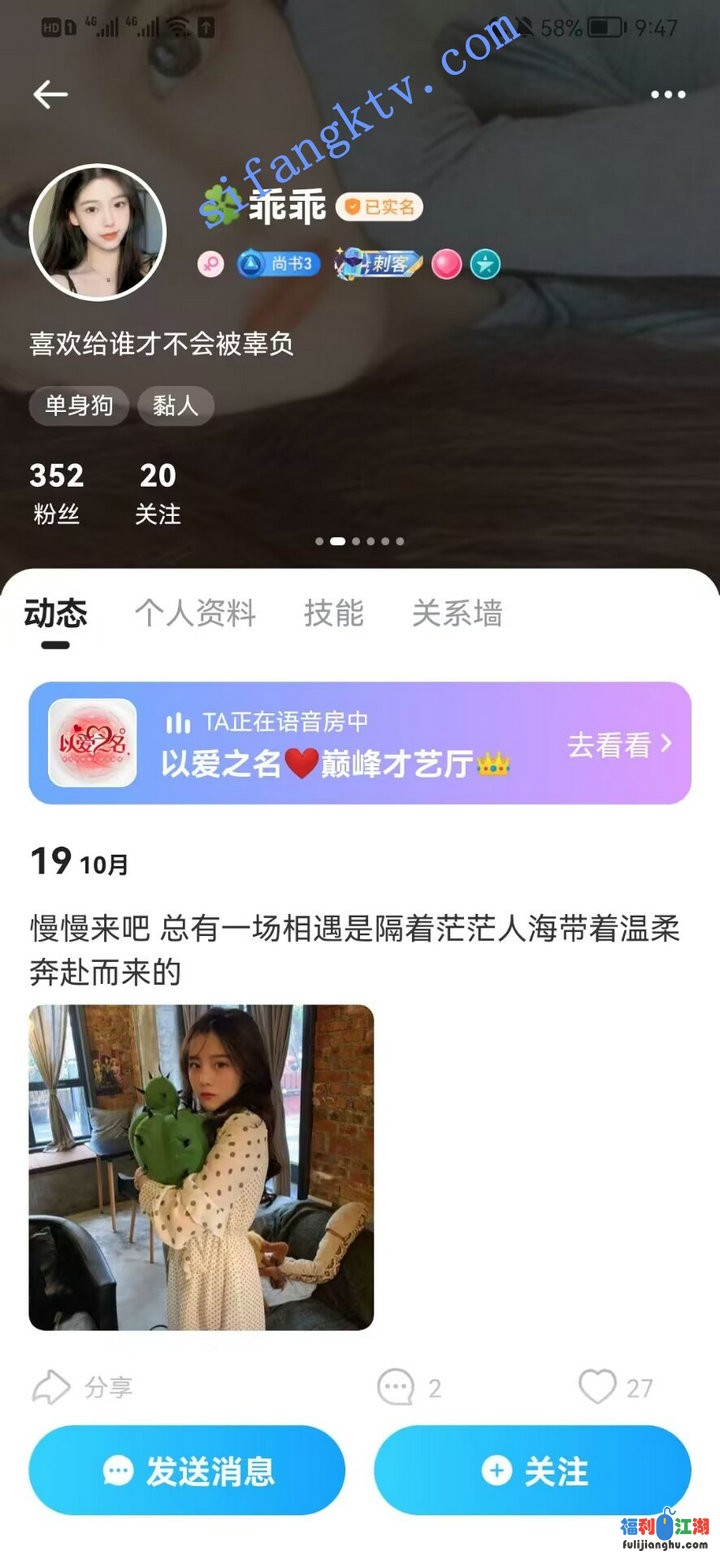 HD 1 4G 4G 58% 9:47
sifangktv.com
乖乖 已实名
尚书3 刺客
喜欢给谁才不会被辜负
单身狗 黏人
352 20
粉丝 关注
动态 个人资料 技能 关系墙
TA正在语音房中
以爱之名
以爱之名❤️巅峰才艺厅👑 去看看
19 10月
慢慢来吧 总有一场相遇是隔着茫茫人海带着温柔
奔赴而来的
分享 2 27
发送消息 关注
福利江湖
fulijianghu.com